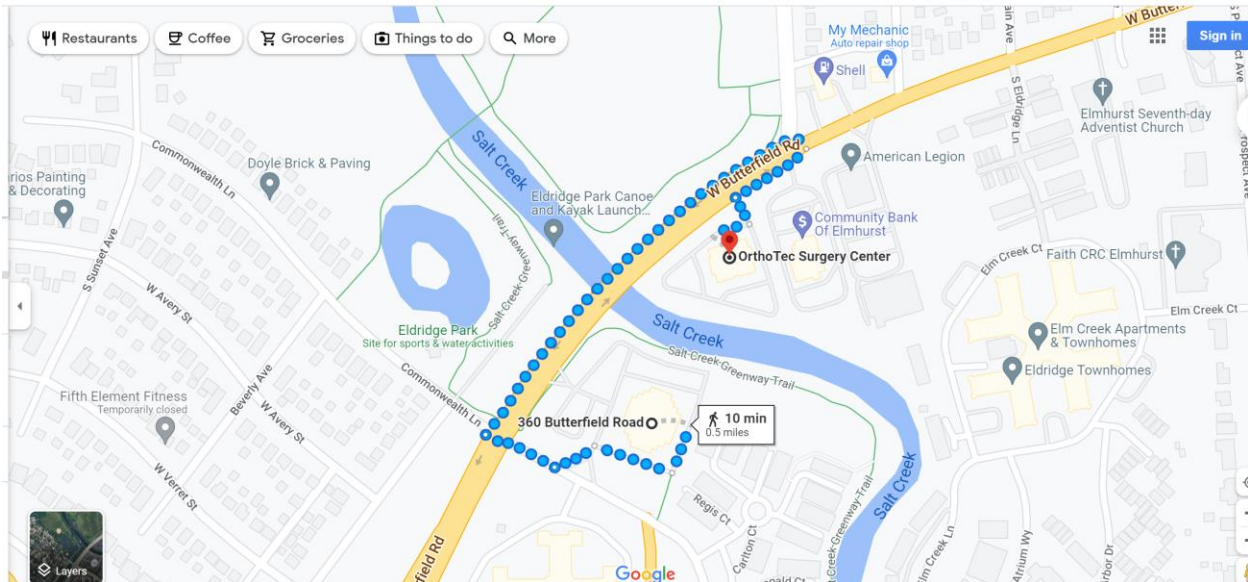 Restaurants
Coffee
Groceries
Things to do
More
Sign in
W Butterfield Rd
My Mechanic
Auto repair shop
Shell
S Eldridge Ln
Elmhurst Seventh-day
Adventist Church
American Legion
Commonwealth Ln
Doyle Brick & Paving
Painting
& Decorating
S Sunset Ave
W Avery St
Salt Creek
Eldridge Park Canoe
and Kayak Launch...
Salt Creek Greenway-Trail
Community Bank
Of Elmhurst
OrthoTec Surgery Center
Elm Creek Ct
Faith CRC Elmhurst
Elm Creek Ct
Elm Creek Apartments
& Townhomes
Eldridge Townhomes
Eldridge Park
Site for sports & water activities
Salt Creek
Salt Creek Greenway-Trail
Fifth Element Fitness
Temporarily closed
Beverly Ave
W Avery St
Commonwealth Ln
360 Butterfield Road
10 min
0.5 miles
W Verret St
Regis Ct
Carlton Ct
Salt Creek
Creek Greenway-Trail
Elm Creek Ln
Atrium Wy
Layers
Google